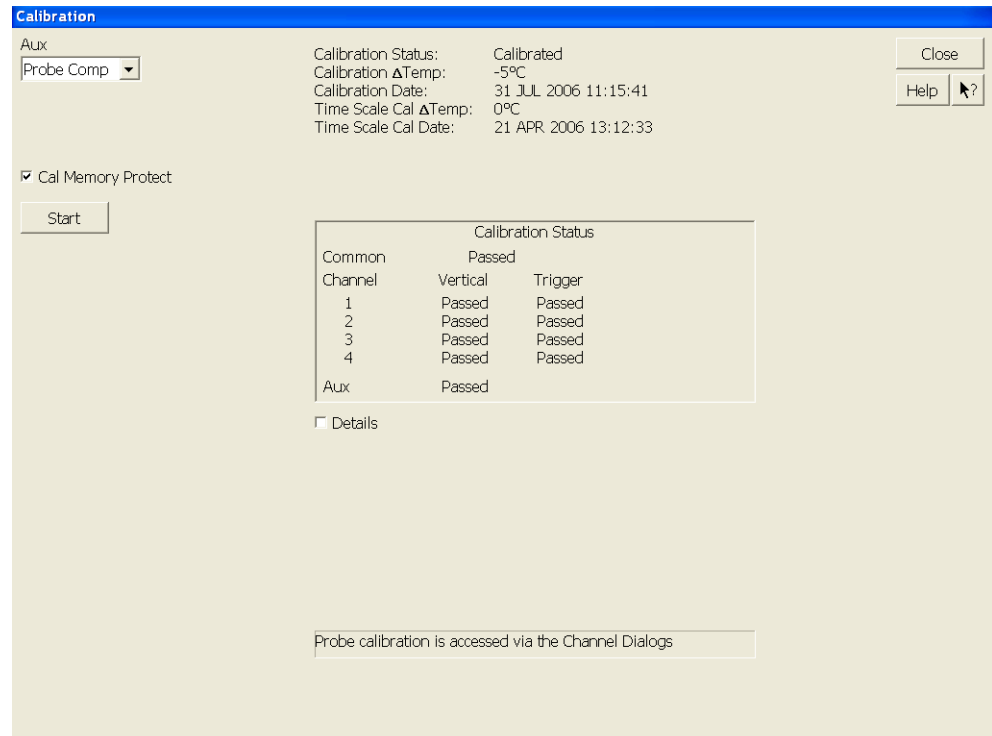 Calibration
Aux
Probe Comp
Calibration Status: Calibrated
Calibration ΔTemp: -5ºC
Calibration Date: 31 JUL 2006 11:15:41
Time Scale Cal ΔTemp: 0ºC
Time Scale Cal Date: 21 APR 2006 13:12:33
Close
Help ?
Cal Memory Protect
Start
Calibration Status
Common Passed
Channel Vertical Trigger
1 Passed Passed
2 Passed Passed
3 Passed Passed
4 Passed Passed
Aux Passed
Details
Probe calibration is accessed via the Channel Dialogs